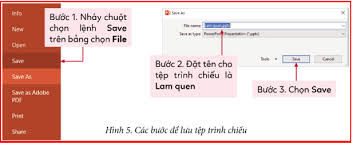 Info
New
Open
Save
Save As
Save as Adobe
PDF
Print
Share
Bước 1. Nháy chuột
chọn lệnh Save
trên bảng chọn File
Save As
File name: Lam quen.pptx
Save as type: PowerPoint Presentation (*.pptx)
Bước 2. Đặt tên cho
tệp trình chiếu là
Lam quen
Tools
Save
Cancel
Bước 3. Chọn Save
Hình 5. Các bước để lưu tệp trình chiếu